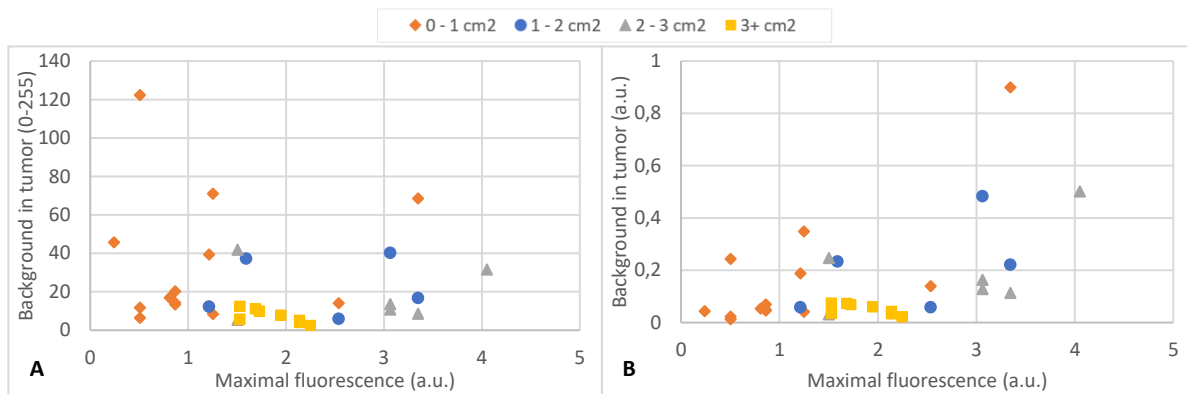 0 - 1 cm2 1 - 2 cm2 2 - 3 cm2 3+ cm2
Background in tumor (0-255)
140
120
100
80
60
40
20
0
0 1 2 3 4 5
A
Maximal fluorescence (a.u.)
Background in tumor (a.u.)
1
0,8
0,6
0,4
0,2
0
0 1 2 3 4 5
B
Maximal fluorescence (a.u.)